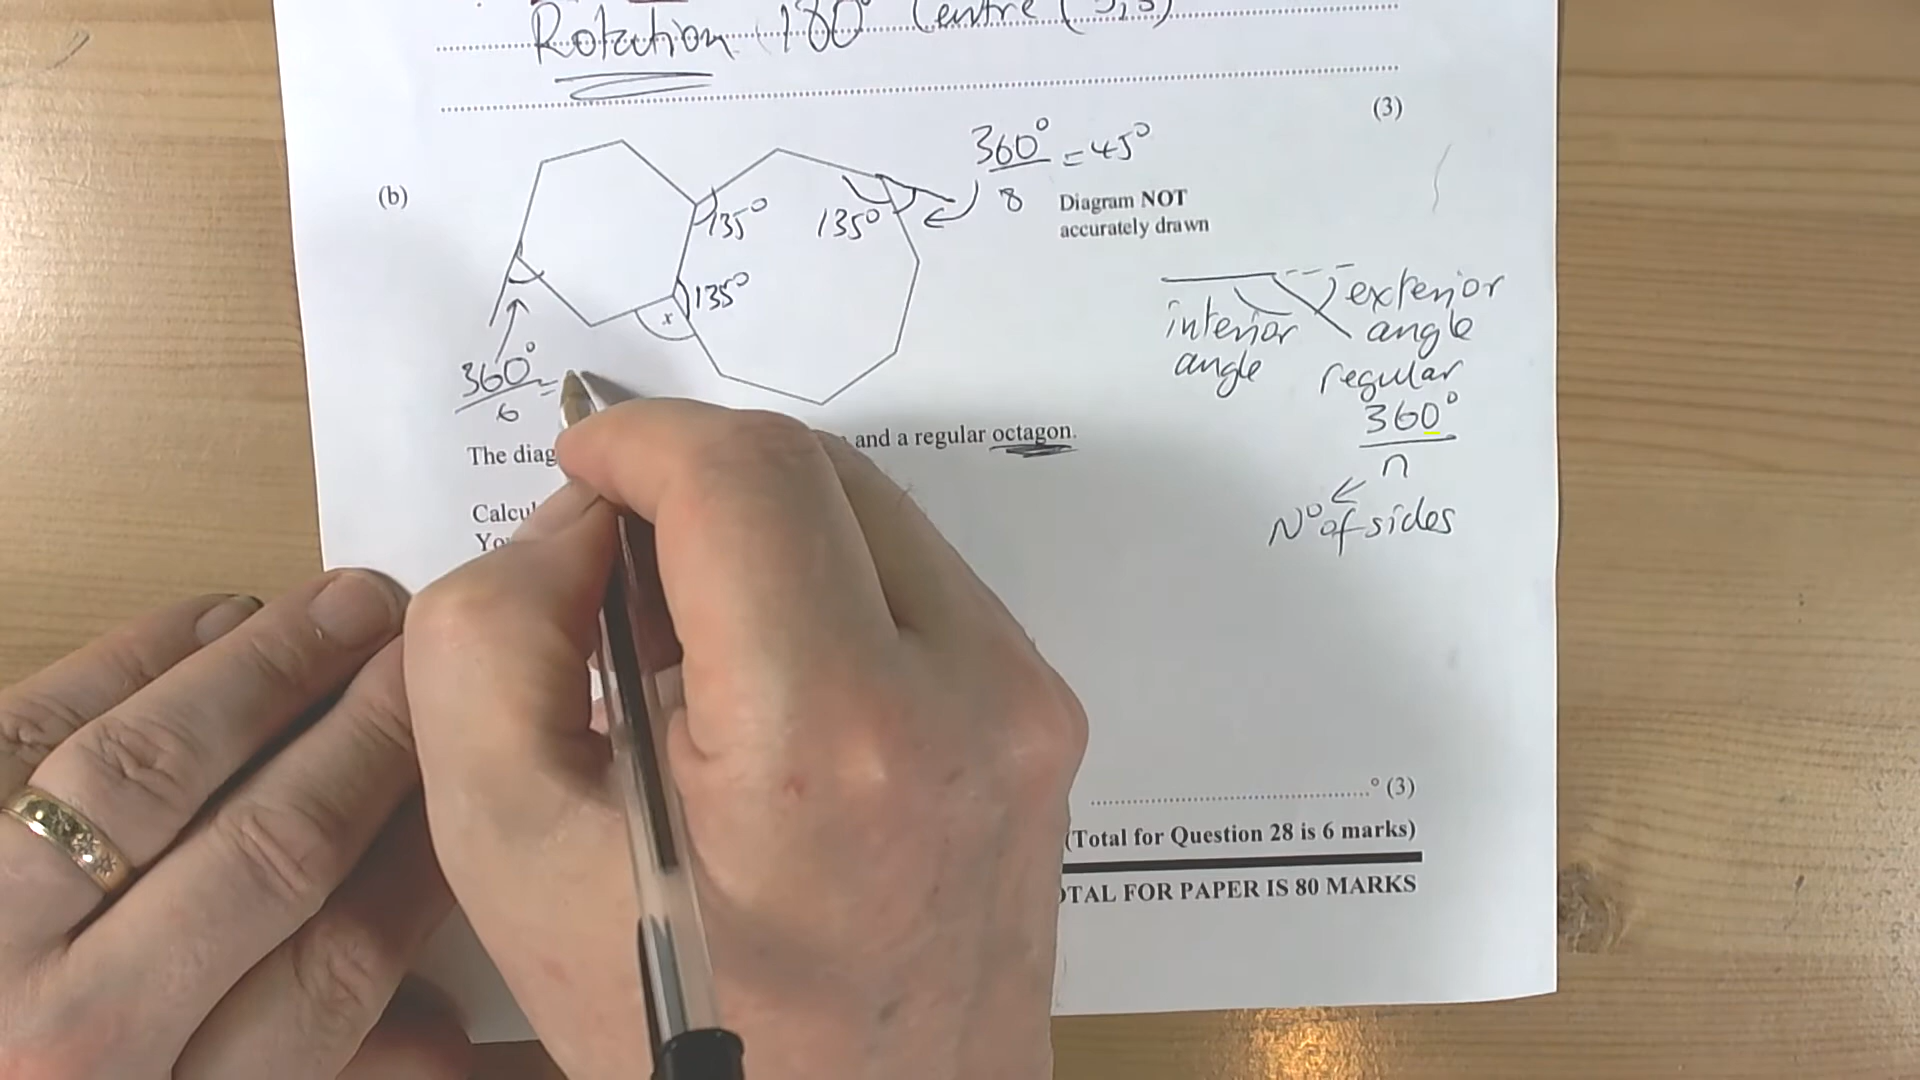 Rotation 180° Centre (
(3)
(b)
360° = 45°
8
Diagram NOT
accurately drawn
135°
135°
135°
x
360° =
6
exterior
angle
interior
angle
regular
360°
n
N° of sides
The diag and a regular octagon.
Calcul
Yo
° (3)
(Total for Question 28 is 6 marks)
OTAL FOR PAPER IS 80 MARKS